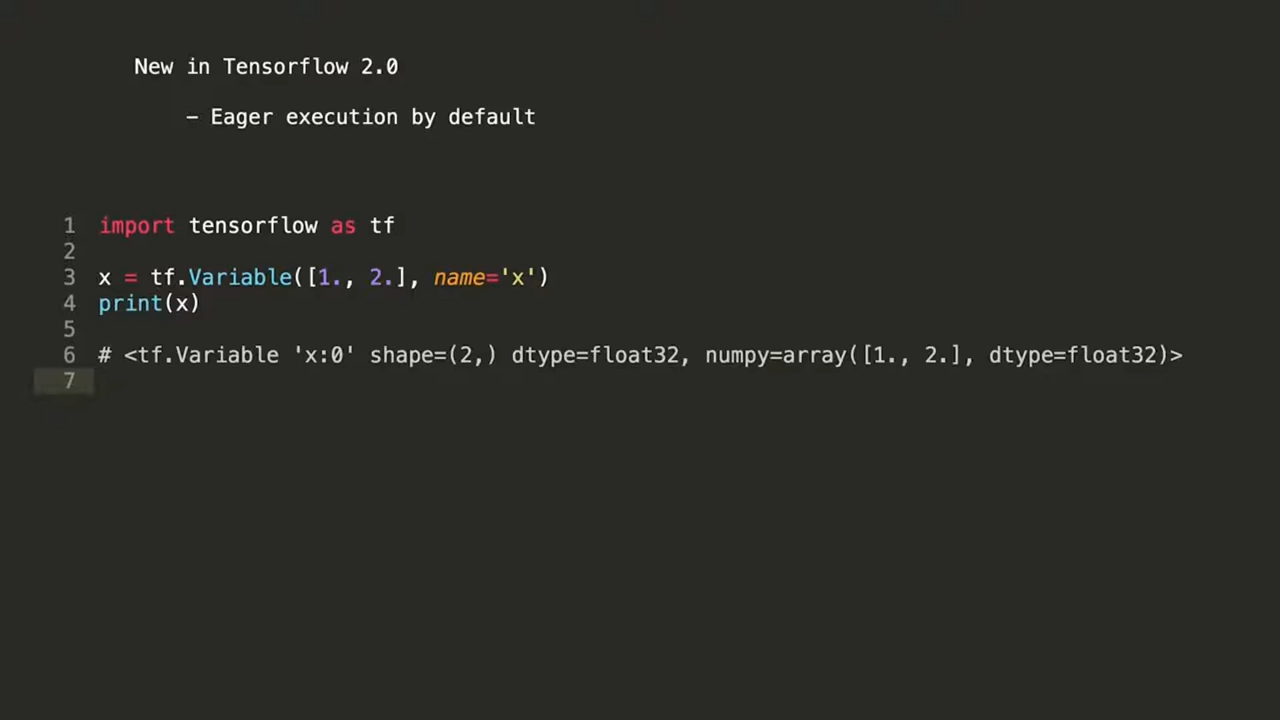 New in Tensorflow 2.0
- Eager execution by default
1 import tensorflow as tf
2
3 x = tf.Variable([1., 2.], name='x')
4 print(x)
5
6 # <tf.Variable 'x:0' shape=(2,) dtype=float32, numpy=array([1., 2.], dtype=float32)>
7